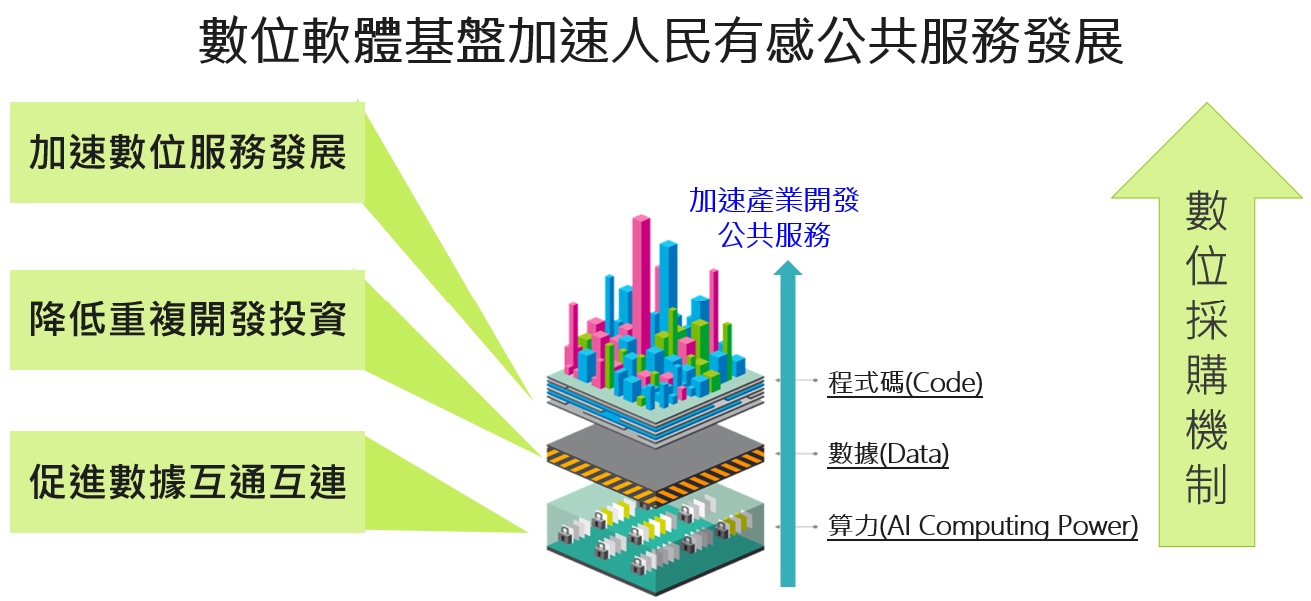 數位軟體基盤加速人民有感公共服務發展
加速數位服務發展
降低重複開發投資
促進數據互通互連
加速產業開發
公共服務
程式碼(Code)
數據(Data)
算力(AI Computing Power)
數位採購機制